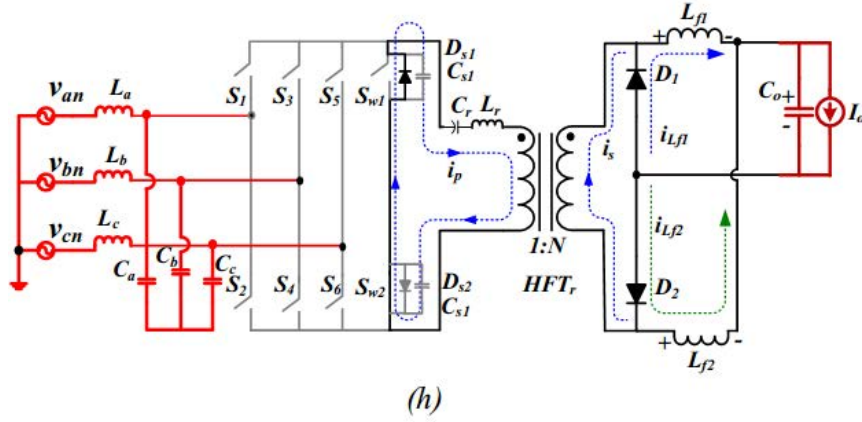 L_f1
+ -
D_s1
C_s1
S_1 S_3 S_5 S_w1
C_r L_r
D_1
C_o + -
I_o
v_an L_a
v_bn L_b
v_cn L_c
i_p
i_s
i_Lf1
i_Lf2
1:N
HFT_r
C_a C_b C_c
S_2 S_4 S_6 S_w2
D_s2
C_s1
D_2
+ -
L_f2
(h)